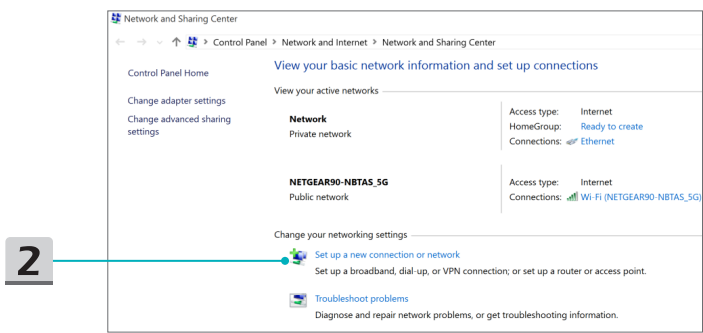 Network and Sharing Center
Control Panel > Network and Internet > Network and Sharing Center
Control Panel Home
Change adapter settings
Change advanced sharing
settings
View your basic network information and set up connections
View your active networks
Network
Private network
Access type: Internet
HomeGroup: Ready to create
Connections: Ethernet
NETGEAR90-NBTAS_5G
Public network
Access type: Internet
Connections: Wi-Fi (NETGEAR90-NBTAS_5G)
Change your networking settings
2
Set up a new connection or network
Set up a broadband, dial-up, or VPN connection; or set up a router or access point.
Troubleshoot problems
Diagnose and repair network problems, or get troubleshooting information.